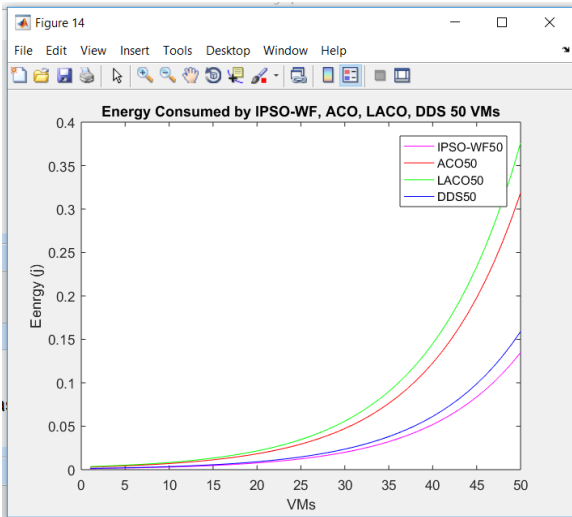 Figure 14
File Edit View Insert Tools Desktop Window Help
Energy Consumed by IPSO-WF, ACO, LACO, DDS 50 VMs
IPSO-WF50
ACO50
LACO50
DDS50
0.4
0.35
0.3
0.25
0.2
0.15
0.1
0.05
0
Eenrgy (j)
0 5 10 15 20 25 30 35 40 45 50
VMs